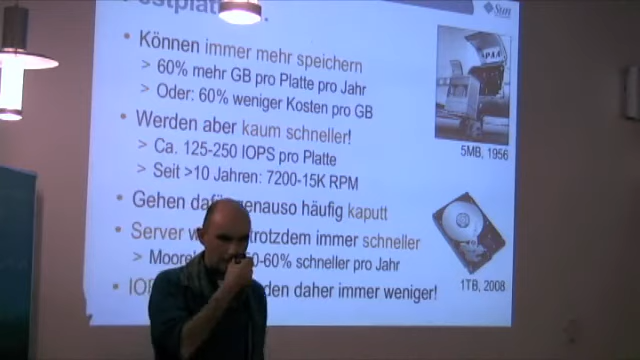 Sun
Können immer mehr speichern
> 60% mehr GB pro Platte pro Jahr
> Oder: 60% weniger Kosten pro GB
Werden aber kaum schneller!
> Ca. 125-250 IOPS pro Platte
> Seit >10 Jahren: 7200-15K RPM
5MB, 1956
Gehen genauso häufig kaputt
Server trotzdem immer schneller
0-60% schneller pro Jahr
den daher immer weniger!
1TB, 2008